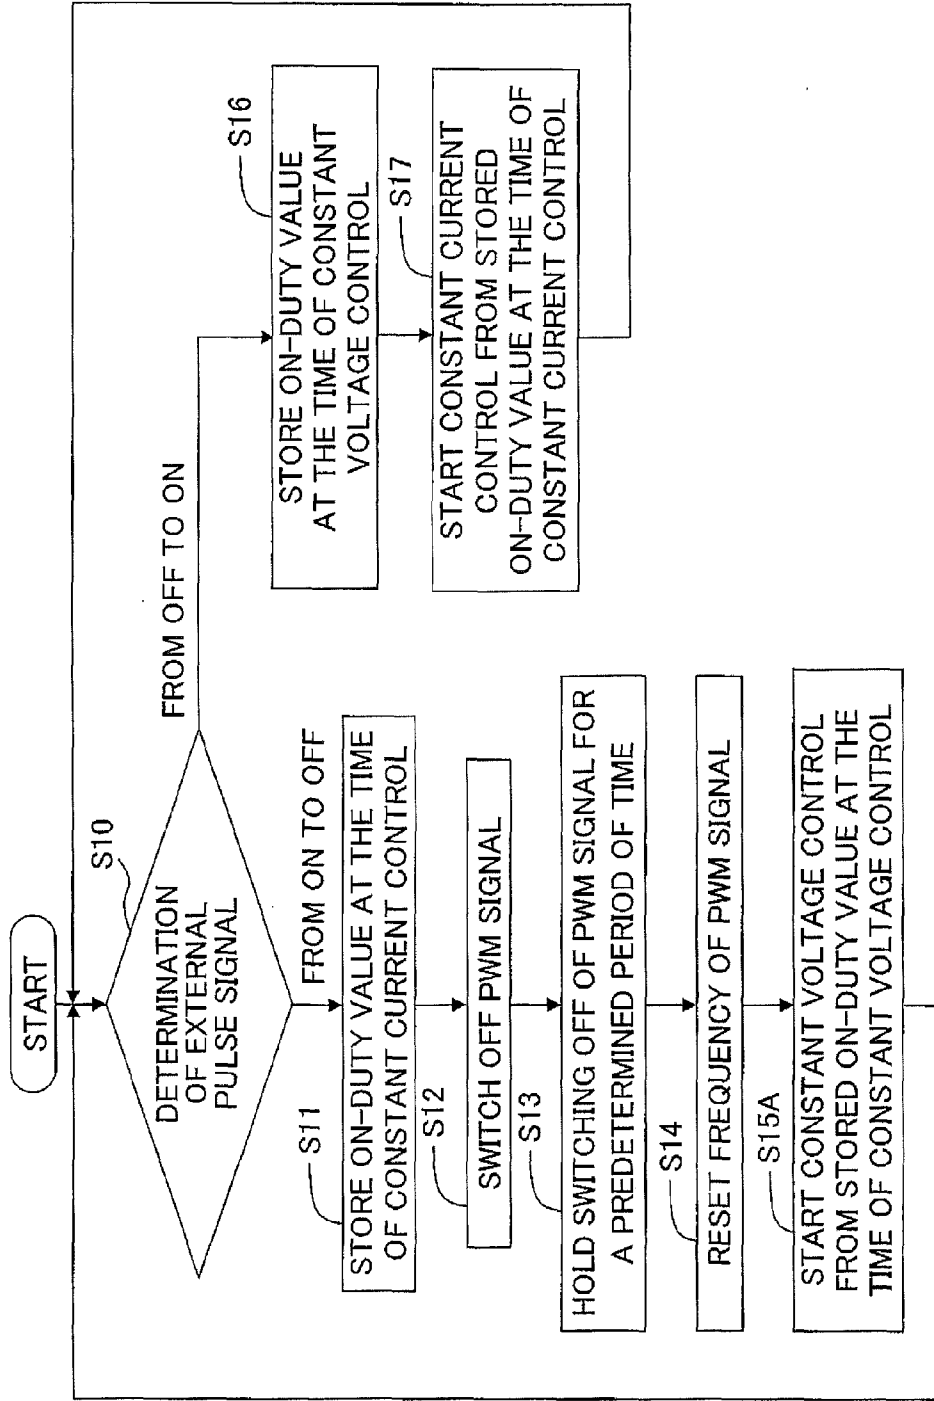 START
S10
DETERMINATION
OF EXTERNAL
PULSE SIGNAL
FROM OFF TO ON
FROM ON TO OFF
S11
STORE ON-DUTY VALUE AT THE TIME
OF CONSTANT CURRENT CONTROL
S12
SWITCH OFF PWM SIGNAL
S13
HOLD SWITCHING OFF OF PWM SIGNAL FOR
A PREDETERMINED PERIOD OF TIME
S14
RESET FREQUENCY OF PWM SIGNAL
S15A
START CONSTANT VOLTAGE CONTROL
FROM STORED ON-DUTY VALUE AT THE
TIME OF CONSTANT VOLTAGE CONTROL
S16
STORE ON-DUTY VALUE
AT THE TIME OF CONSTANT
VOLTAGE CONTROL
S17
START CONSTANT CURRENT
CONTROL FROM STORED
ON-DUTY VALUE AT THE TIME OF
CONSTANT CURRENT CONTROL